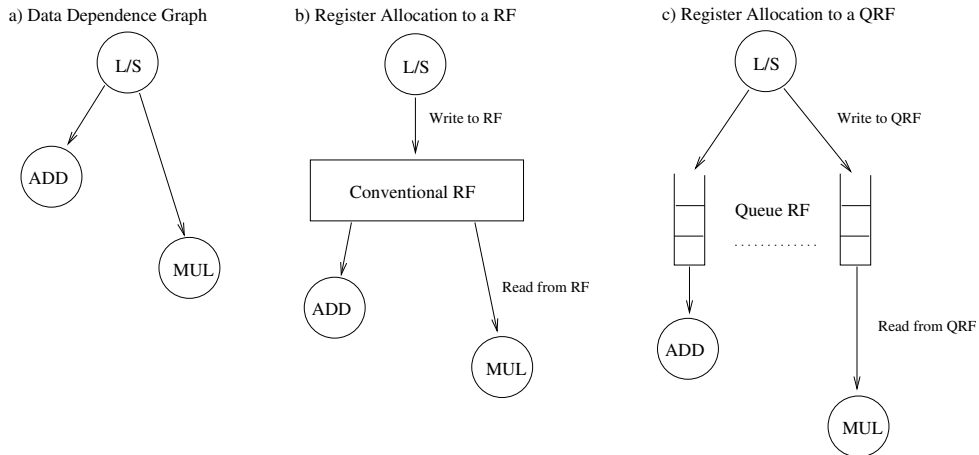 a) Data Dependence Graph
L/S
ADD
MUL
b) Register Allocation to a RF
L/S
Write to RF
Conventional RF
ADD
Read from RF
MUL
c) Register Allocation to a QRF
L/S
Write to QRF
Queue RF
ADD
Read from QRF
MUL